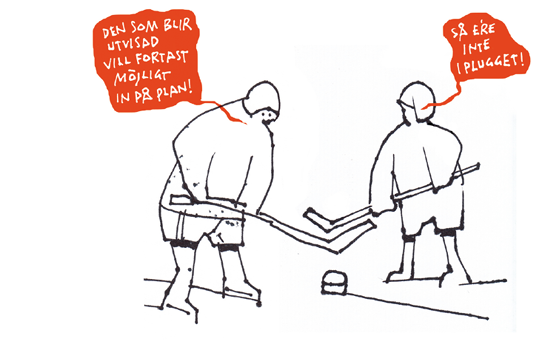 DEN SOM BLIR
UTVISAD
VILL FORTAST
MÖJLIGT
IN PÅ PLAN!
SÅ E'RE
INTE
I PLUGGET!